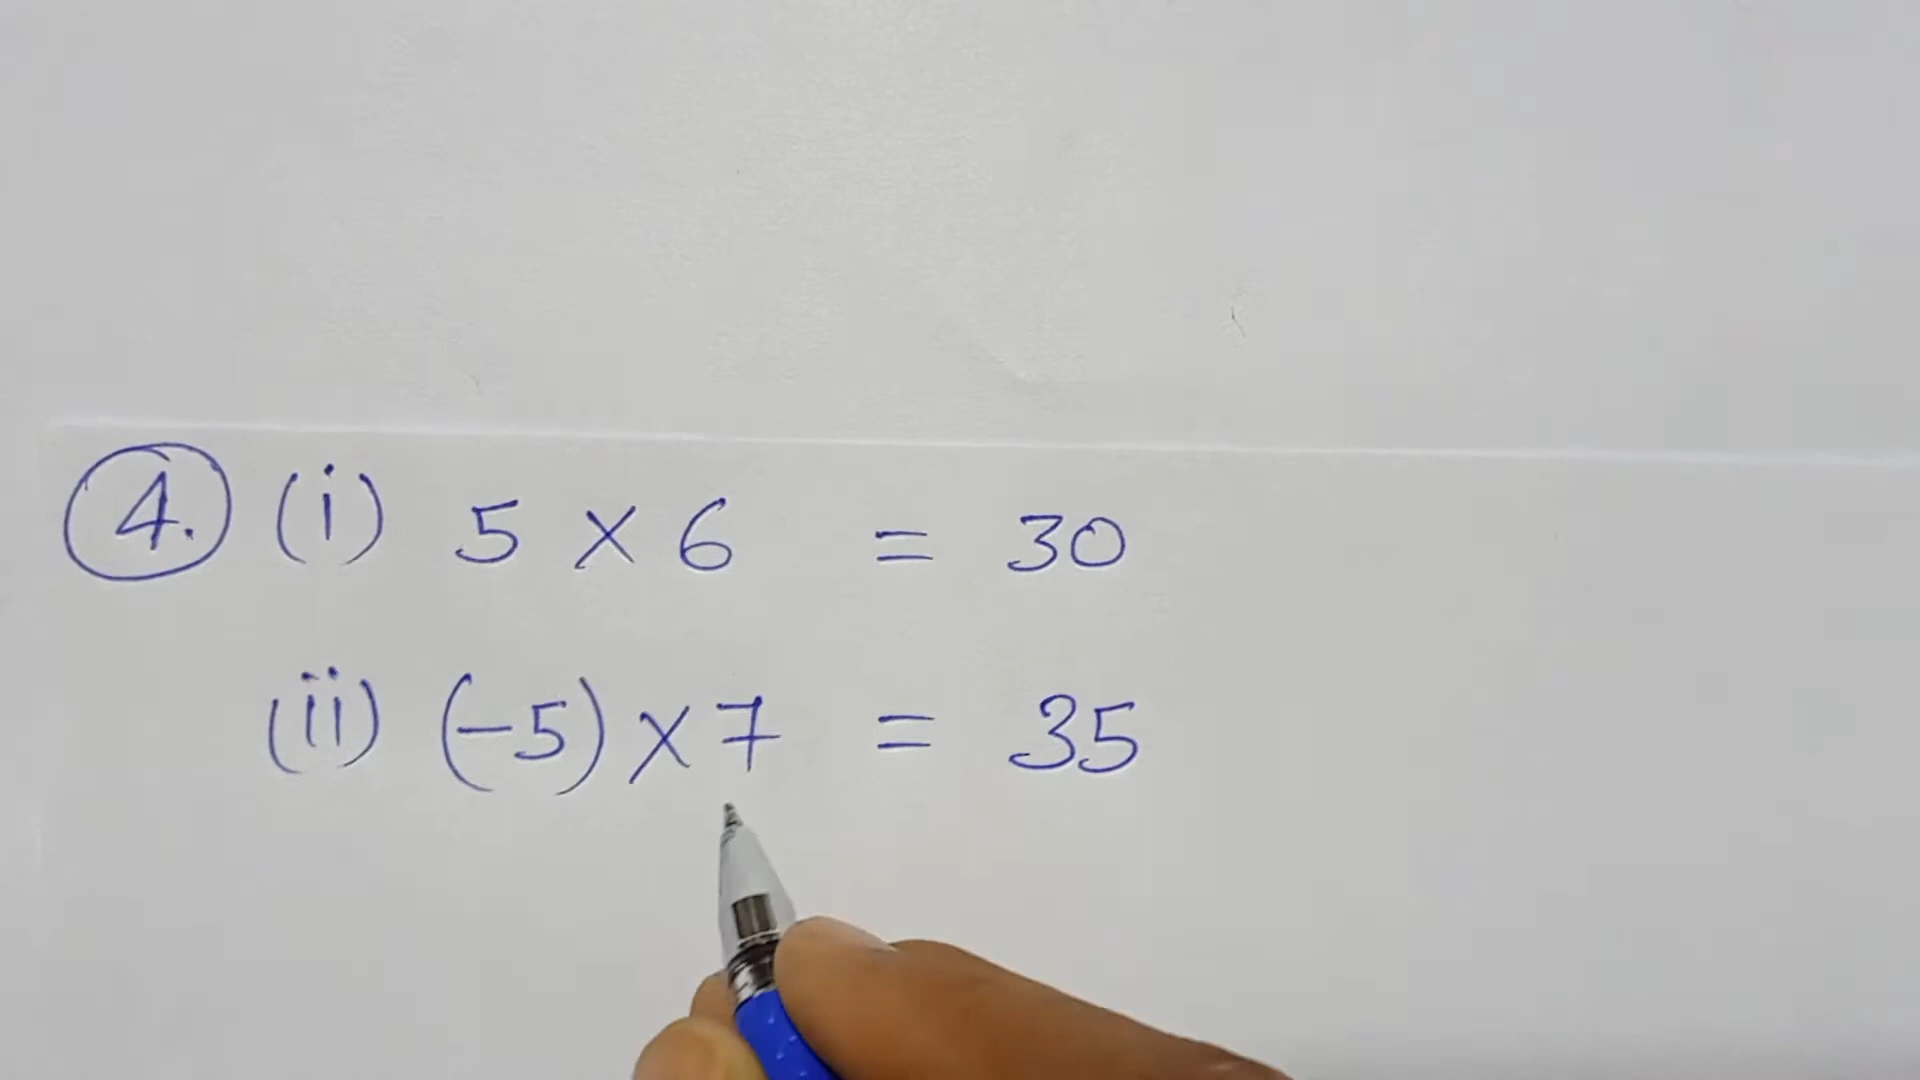 4. (i) 5 × 6 = 30
(ii) (-5) × 7 = 35